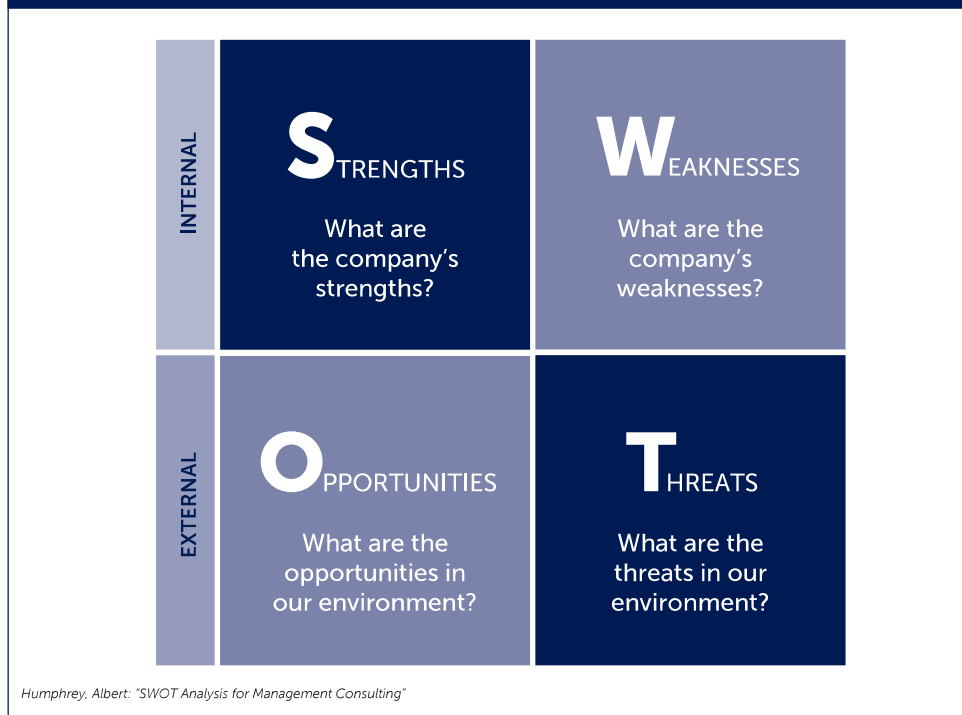 INTERNAL
STRENGTHS
What are
the company's
strengths?
WEAKNESSES
What are the
company's
weaknesses?
EXTERNAL
OPPORTUNITIES
What are the
opportunities in
our environment?
THREATS
What are the
threats in our
environment?
Humphrey, Albert: “SWOT Analysis for Management Consulting”